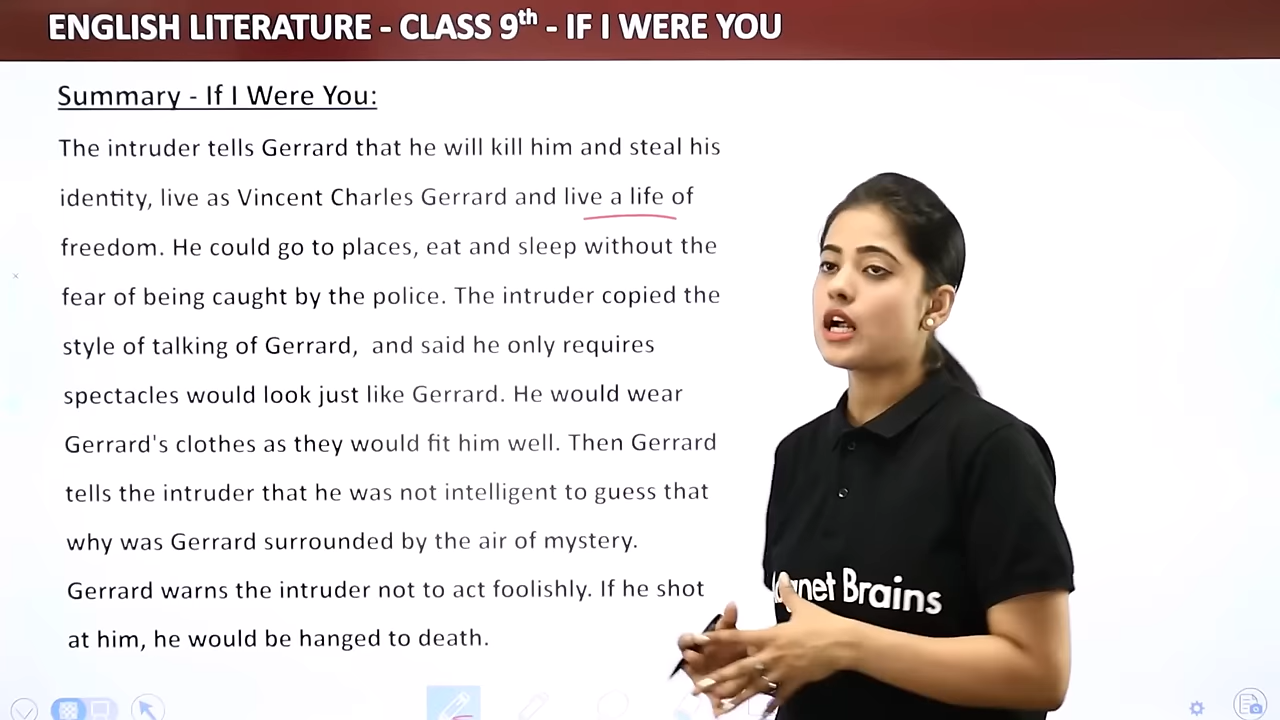 ENGLISH LITERATURE - CLASS 9th - IF I WERE YOU
Summary - If I Were You:
The intruder tells Gerrard that he will kill him and steal his
identity, live as Vincent Charles Gerrard and live a life of
freedom. He could go to places, eat and sleep without the
fear of being caught by the police. The intruder copied the
style of talking of Gerrard, and said he only requires
spectacles would look just like Gerrard. He would wear
Gerrard's clothes as they would fit him well. Then Gerrard
tells the intruder that he was not intelligent to guess that
why was Gerrard surrounded by the air of mystery.
Gerrard warns the intruder not to act foolishly. If he shot
at him, he would be hanged to death.
Brains